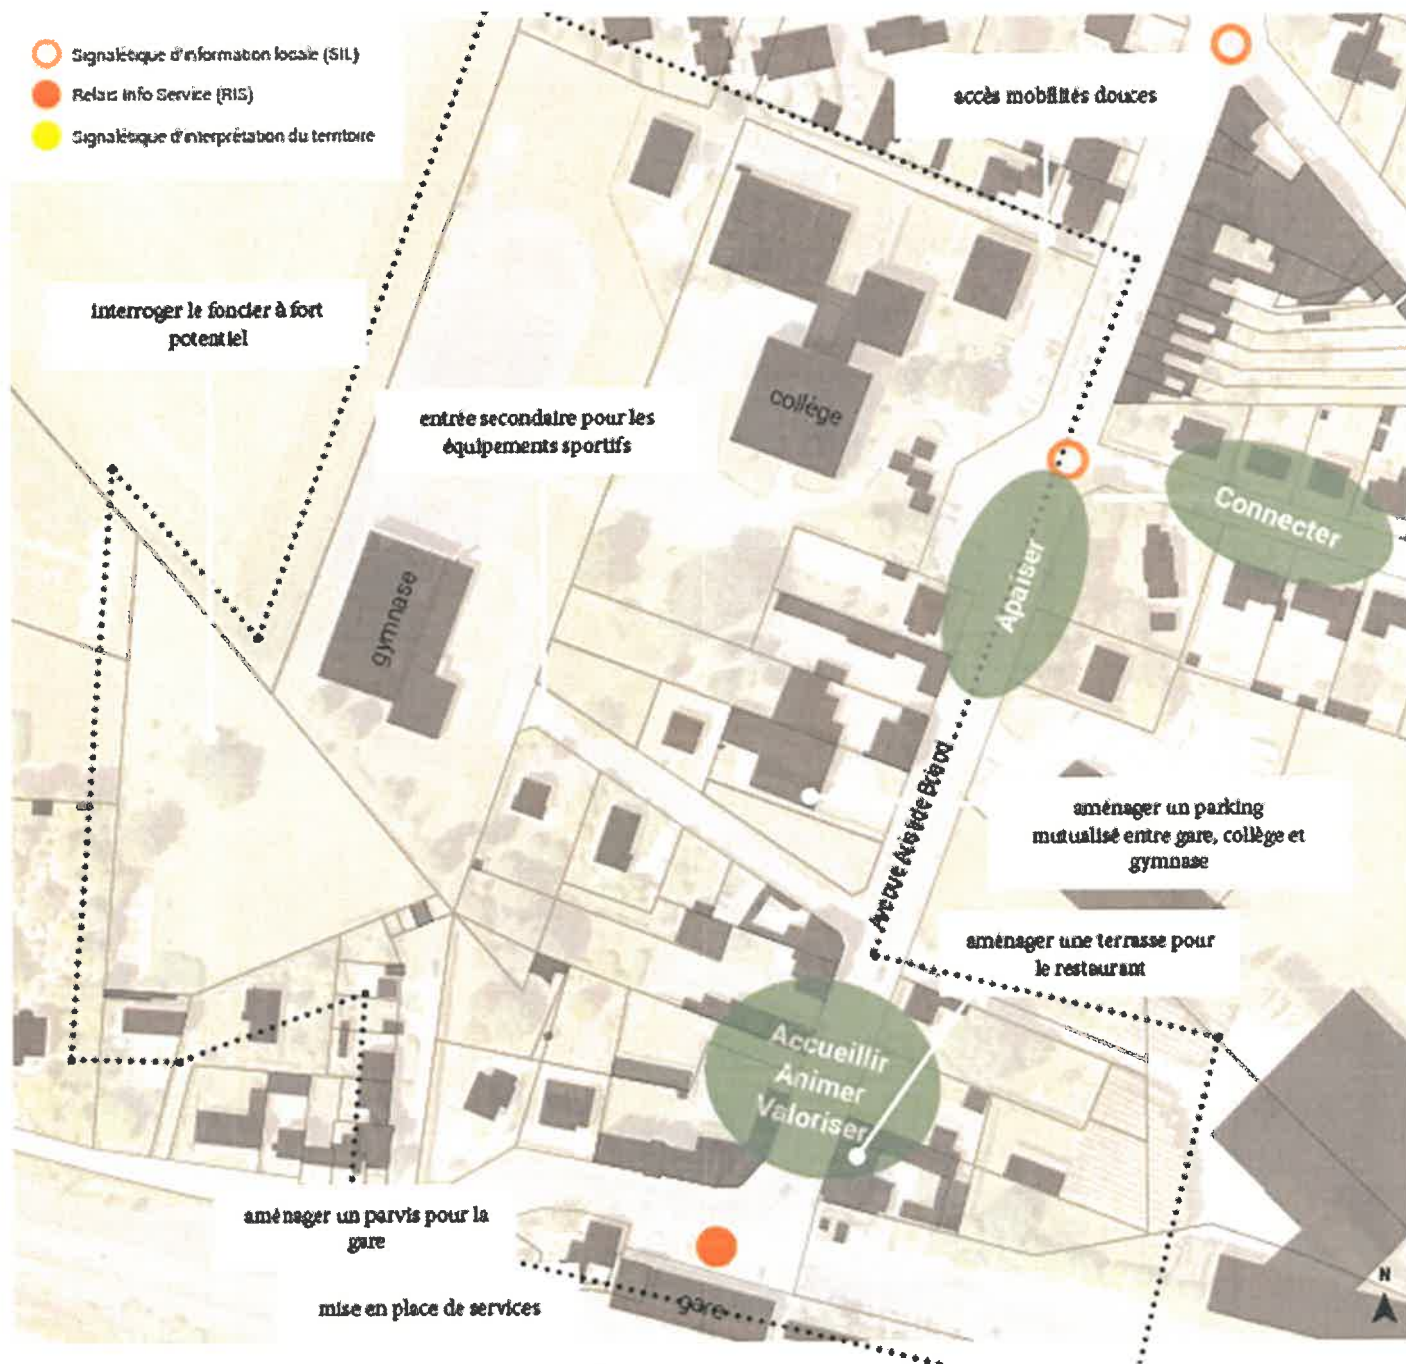 Signalétique d'information locale (SIL)
Relais Info Service (RIS)
Signalétique d'interprétation du territoire
accès mobilités douces
interroger le foncier à fort
potentiel
entrée secondaire pour les
équipements sportifs
collège
Connecter
Apaiser
gymnase
Avenue Aristide Briand
aménager un parking
mutualisé entre gare, collège et
gymnase
aménager une terrasse pour
le restaurant
Accueillir
Animer
Valoriser
aménager un parvis pour la
gare
mise en place de services
gare
N